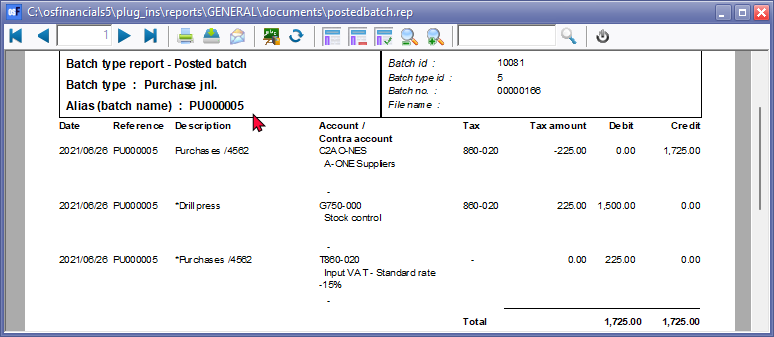 C:\osfinancials5\plug_ins\reports\GENERAL\documents\postedbatch.rep
1
Batch type report - Posted batch
Batch type : Purchase jnl.
Alias (batch name) : PU000005
Batch id : 10081
Batch type id : 5
Batch no. : 00000166
File name :
Date Reference Description Account / Contra account Tax Tax amount Debit Credit
2021/06/26 PU000005 Purchases /4562 C2AO-NES 860-020 -225.00 0.00 1,725.00
A-ONE Suppliers
-
2021/06/26 PU000005 *Drill press G750-000 860-020 225.00 1,500.00 0.00
Stock control
-
2021/06/26 PU000005 *Purchases /4562 T860-020 - 0.00 225.00 0.00
Input VAT - Standard rate
-15%
-
Total 1,725.00 1,725.00